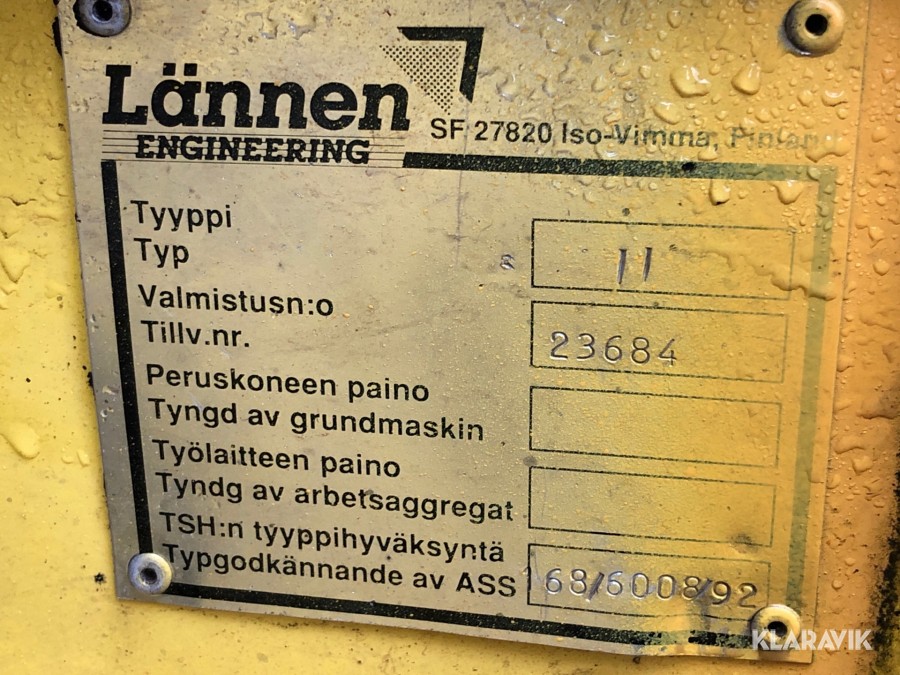 Lännen
ENGINEERING
SF 27820 Iso-Vimma, Finland
Tyyppi
Typ
s 11
Valmistusn:o
Tillv.nr.
23684
Peruskoneen paino
Tyngd av grundmaskin
Työlaitteen paino
Tyndg av arbetsaggregat
TSH:n tyyppihyväksyntä
Typgodkännande av ASS
168/6008/92
KLARAVIK